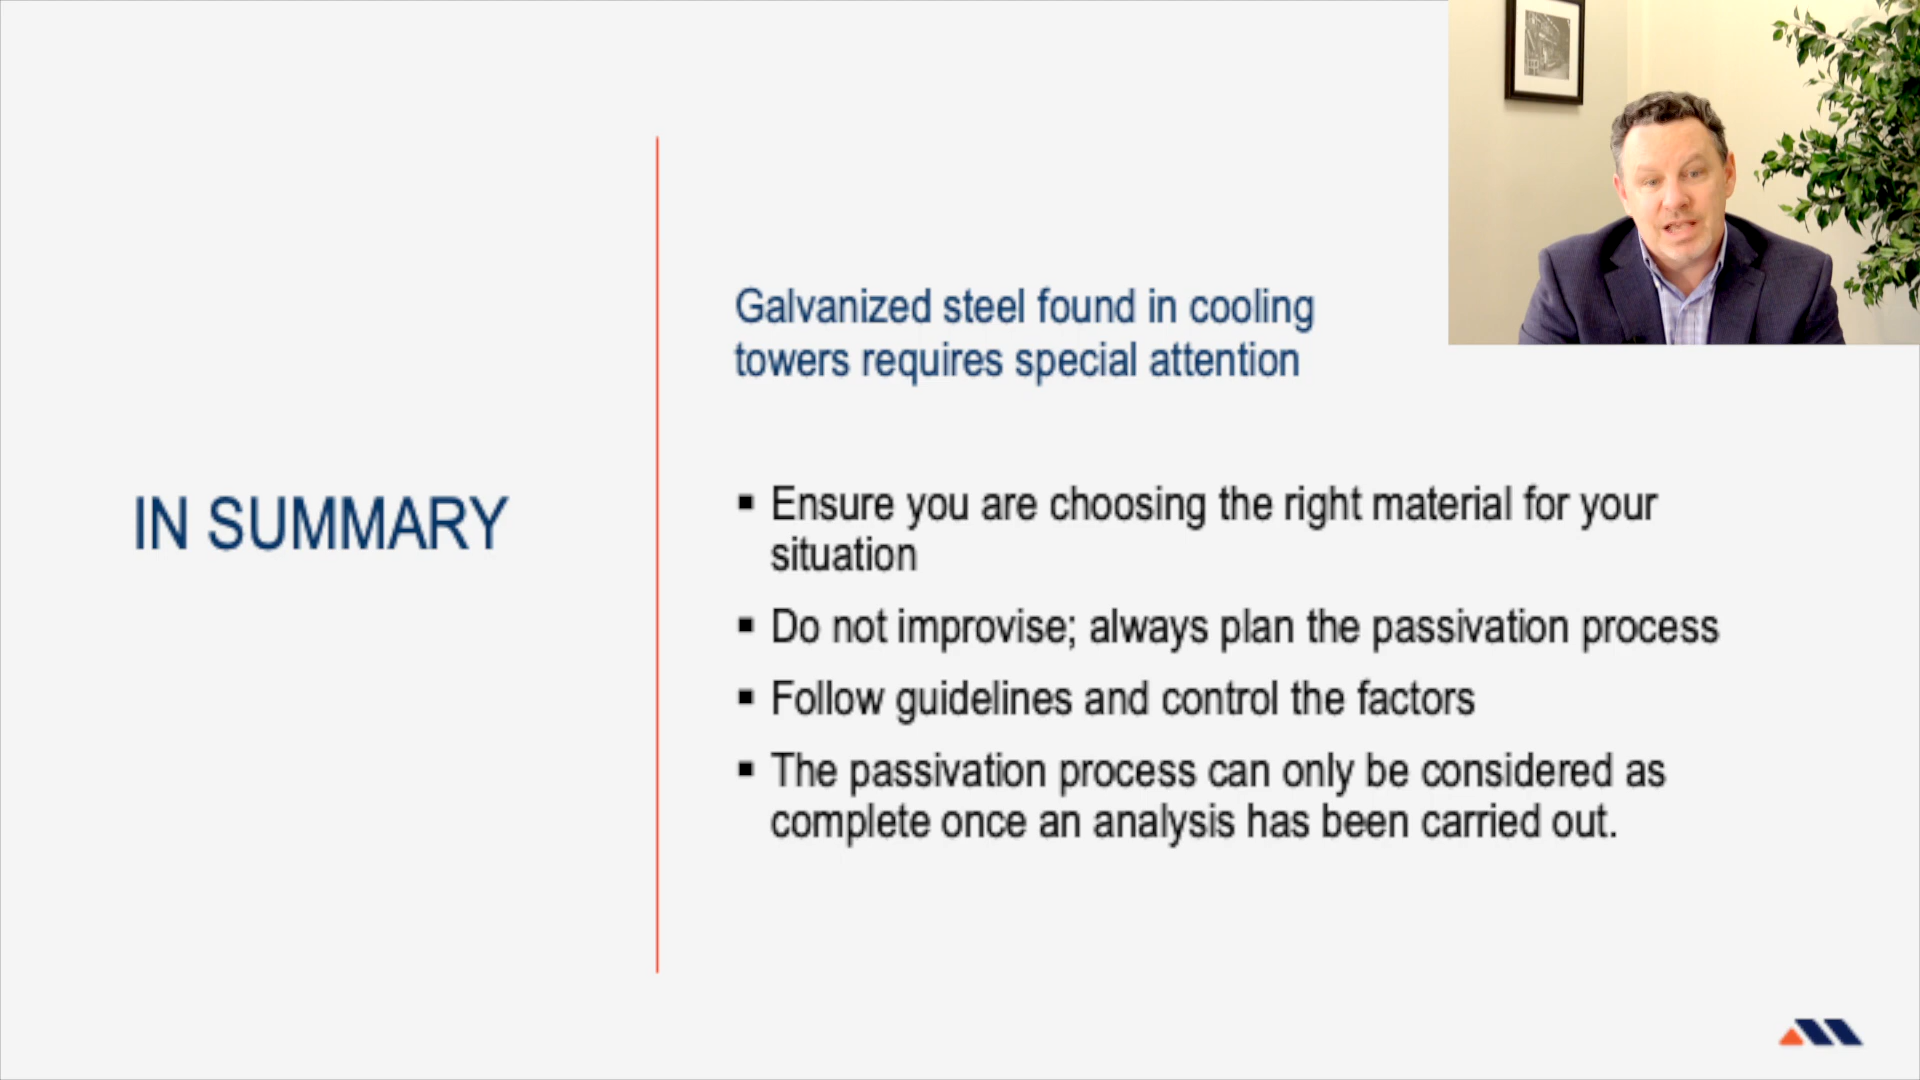 IN SUMMARY
Galvanized steel found in cooling
towers requires special attention
▪ Ensure you are choosing the right material for your
situation
▪ Do not improvise; always plan the passivation process
▪ Follow guidelines and control the factors
▪ The passivation process can only be considered as
complete once an analysis has been carried out.